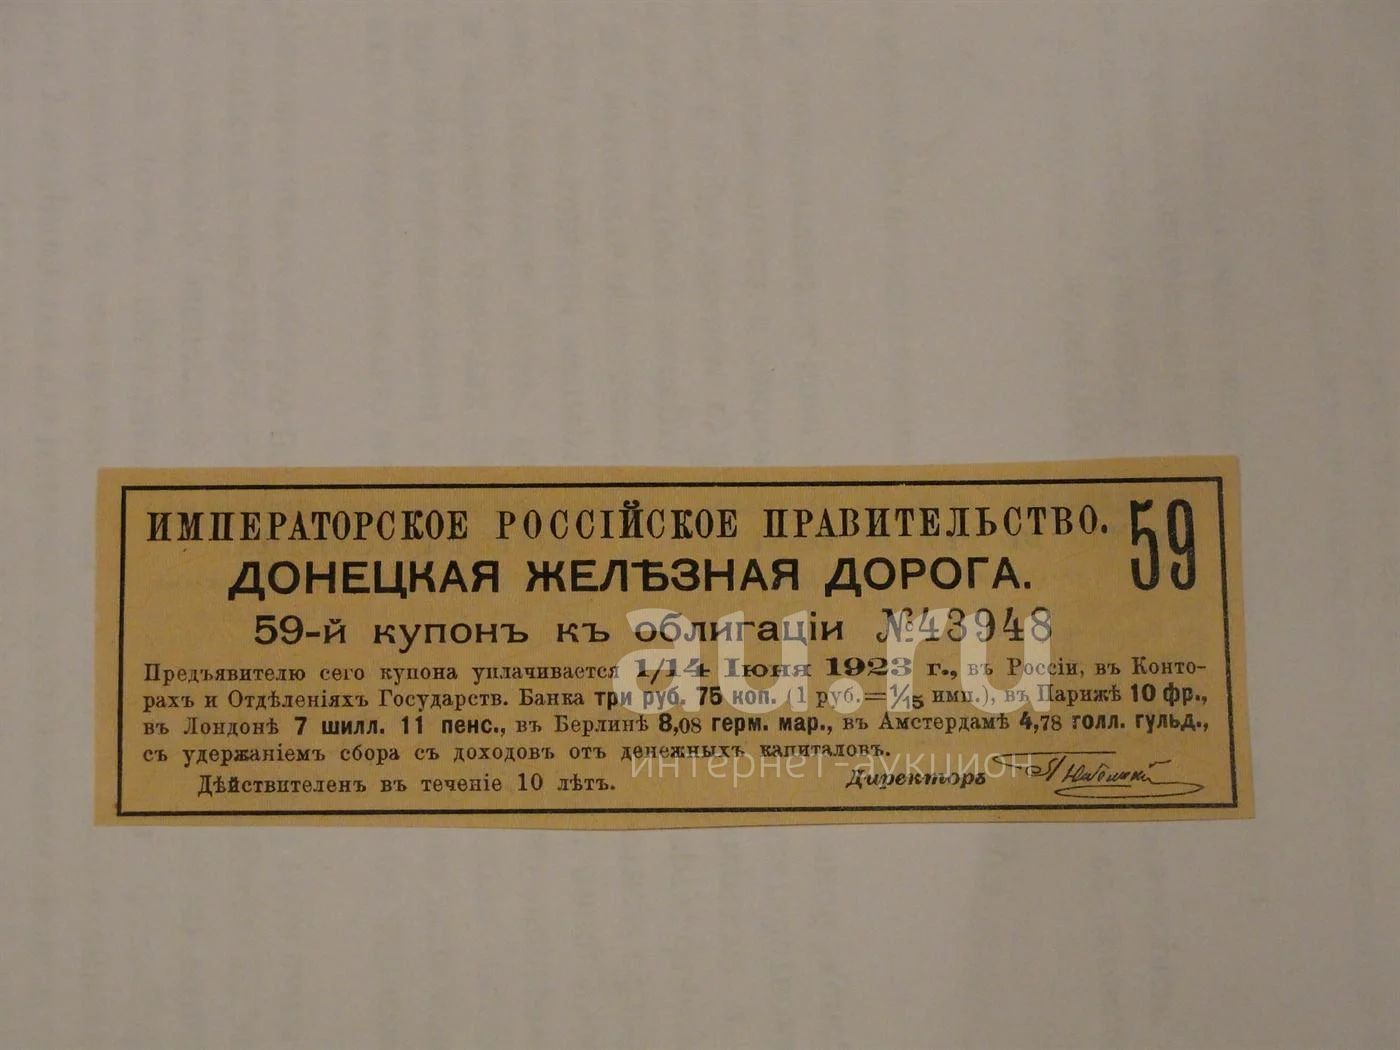 ИМПЕРАТОРСКОЕ РОССІЙСКОЕ ПРАВИТЕЛЬСТВО. 59
ДОНЕЦКАЯ ЖЕЛѢЗНАЯ ДОРОГА.
59-й купонъ къ облигаціи №43948
Предъявителю сего купона уплачивается 1/14 Іюня 1923 г., въ Россіи, въ Конто-
рахъ и Отдѣленіяхъ Государств. Банка три руб. 75 коп. (1 руб.=1/15 имп.), въ Парижѣ 10 фр.,
въ Лондонѣ 7 шилл. 11 пенс., въ Берлинѣ 8,08 герм. мар., въ Амстердамѣ 4,78 голл. гульд.,
съ удержаніемъ сбора съ доходовъ отъ денежныхъ капиталовъ.
Дѣйствителенъ въ теченіе 10 лѣтъ.
Директоръ
au.ru
интернет-аукцион